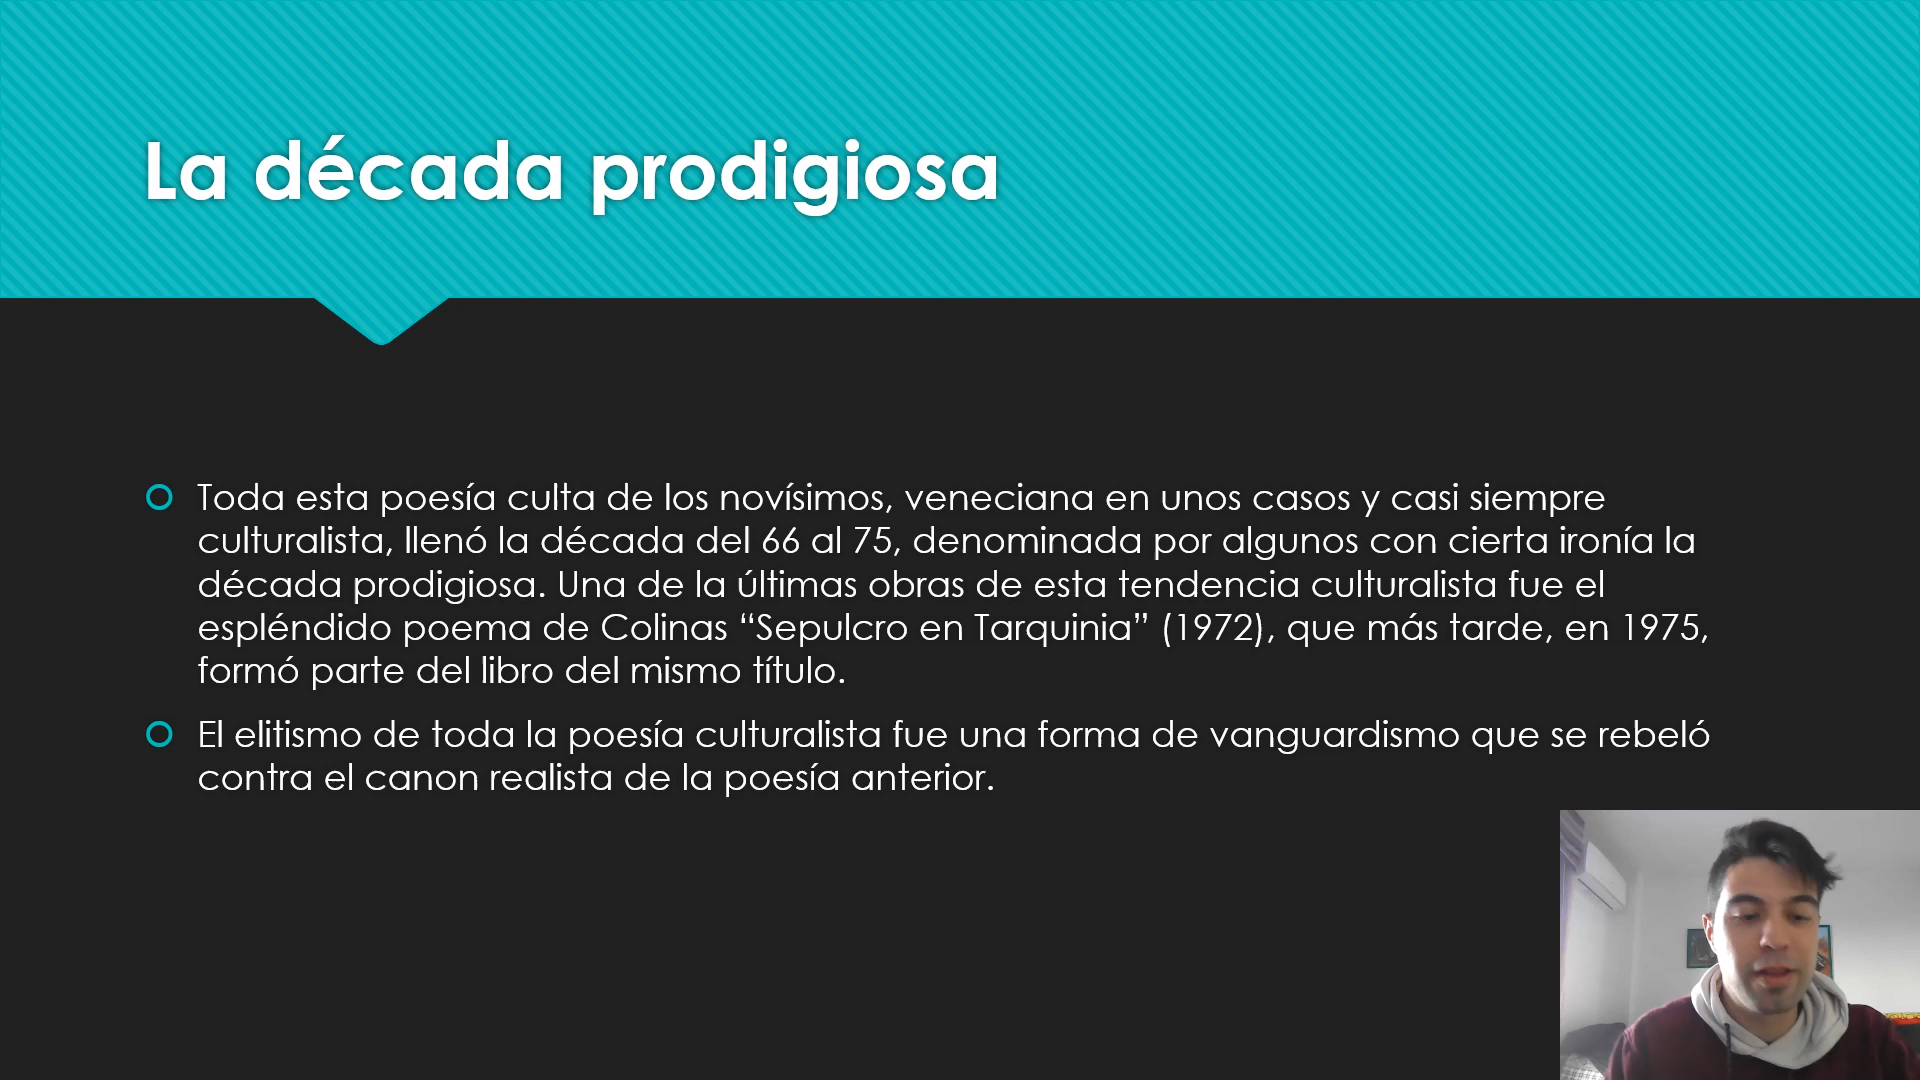 La década prodigiosa
Toda esta poesía culta de los novísimos, veneciana en unos casos y casi siempre
culturalista, llenó la década del 66 al 75, denominada por algunos con cierta ironía la
década prodigiosa. Una de la últimas obras de esta tendencia culturalista fue el
espléndido poema de Colinas “Sepulcro en Tarquinia” (1972), que más tarde, en 1975,
formó parte del libro del mismo título.
El elitismo de toda la poesía culturalista fue una forma de vanguardismo que se rebeló
contra el canon realista de la poesía anterior.